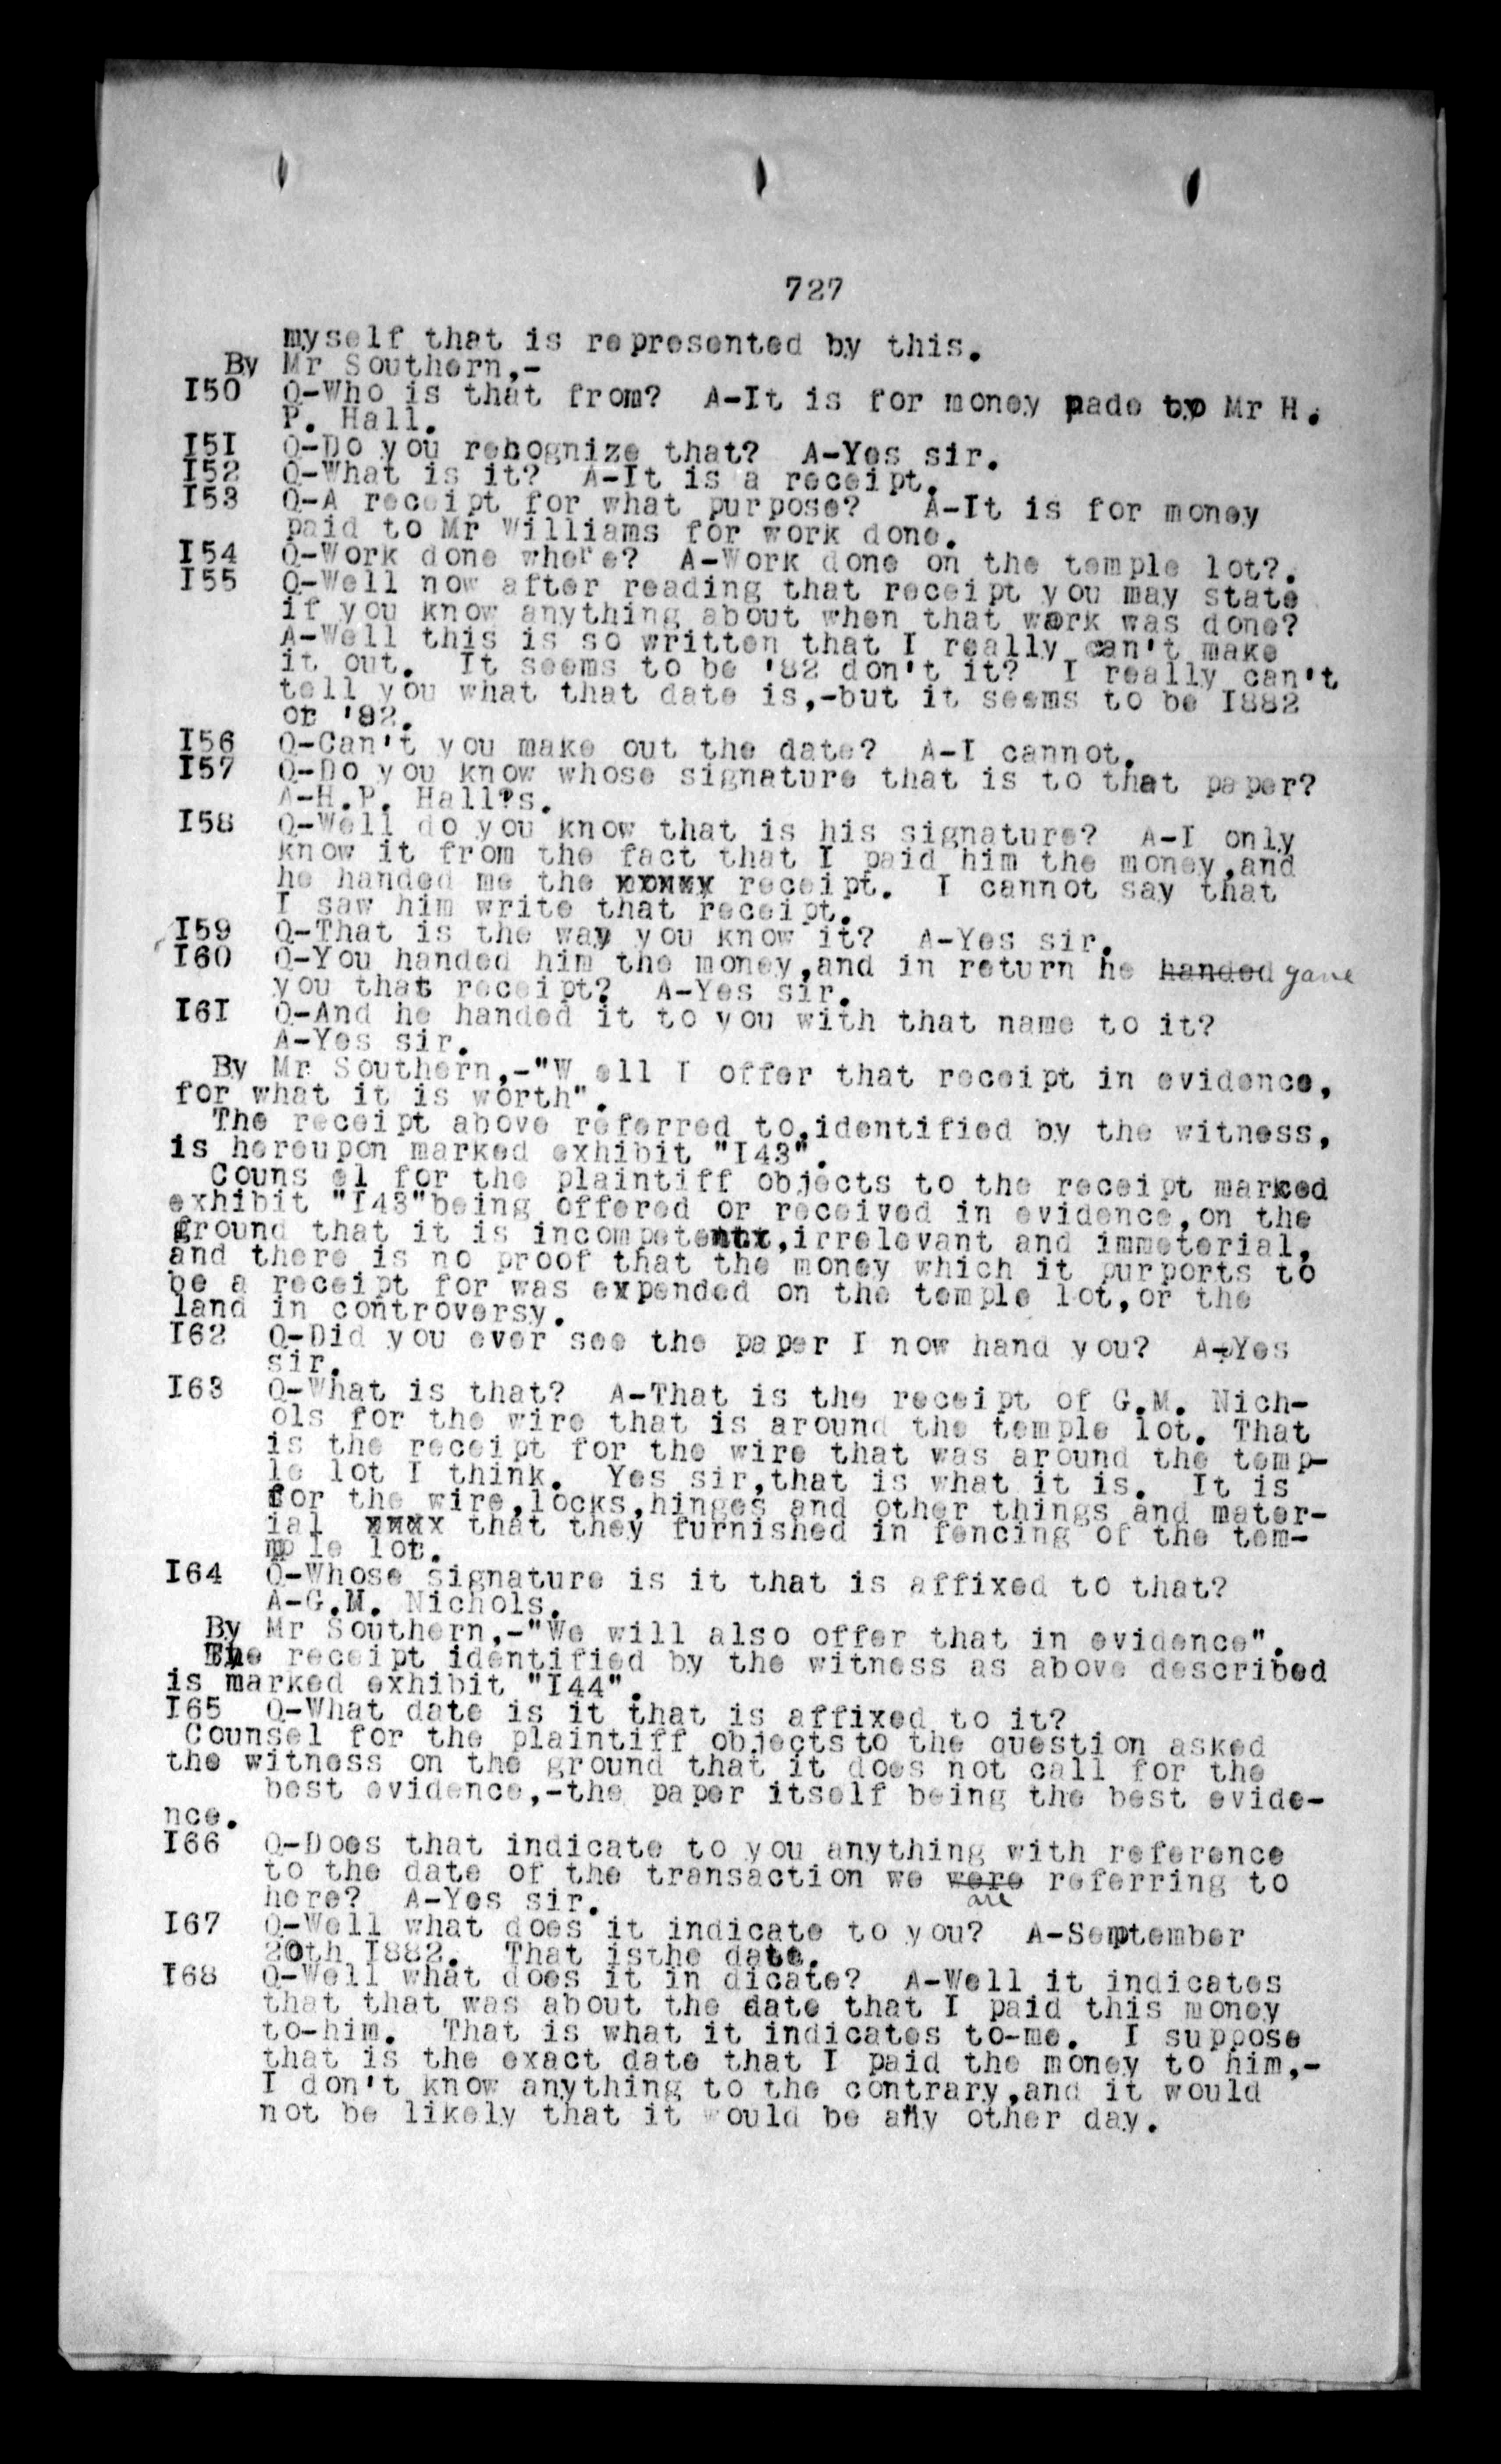 727
myself that is represented by this.
By Mr Southern,-
I50 Q-Who is that from? A-It is for money pade by Mr H.
P. Hall.
I51 Q-Do you recognize that? A-Yes sir.
I52 Q-What is it? A-It is a receipt.
I53 Q-A receipt for what purpose? A-It is for money
paid to Mr Williams for work done.
I54 Q-Work done where? A-Work done on the temple lot?.
I55 Q-Well now after reading that receipt you may state
if you know anything about when that work was done?
A-Well this is so written that I really can't make
it out. It seems to be '82 don't it? I really can't
tell you what that date is,-but it seems to be I882
or '92.
I56 Q-Can't you make out the date? A-I cannot.
I57 Q-Do you know whose signature that is to that paper?
A-H.P. Hall's.
I58 Q-Well do you know that is his signature? A-I only
know it from the fact that I paid him the money,and
he handed me the receipt. I cannot say that
I saw him write that receipt.
I59 Q-That is the way you know it? A-Yes sir.
I60 Q-You handed him the money,and in return he handed gave
you that receipt? A-Yes sir.
I6I Q-And he handed it to you with that name to it?
A-Yes sir.
By Mr Southern,-"W ell I offer that receipt in evidence,
for what it is worth".
The receipt above referred to,identified by the witness,
is hereupon marked exhibit "I43".
Couns el for the plaintiff objects to the receipt marked
exhibit "I43"being offered or received in evidence,on the
ground that it is incompetent,irrelevant and immeterial,
and there is no proof that the money which it purports to
be a receipt for was expended on the temple lot,or the
land in controversy.
I62 Q-Did you ever see the paper I now hand you? A-Yes
sir.
I63 Q-What is that? A-That is the receipt of G.M. Nich-
ols for the wire that is around the temple lot. That
is the receipt for the wire that was around the temp-
le lot I think. Yes sir,that is what it is. It is
for the wire,locks,hinges and other things and mater-
ial xxxx that they furnished in fencing of the tem-
mp le lot.
I64 Q-Whose signature is it that is affixed to that?
A-G.M. Nichols.
By Mr Southern,-"We will also offer that in evidence".
The receipt identified by the witness as above described
is marked exhibit "I44".
I65 Q-What date is it that is affixed to it?
Counsel for the plaintiff objects to the question asked
the witness on the ground that it does not call for the
best evidence,-the paper itself being the best evide-
nce.
I66 Q-Does that indicate to you anything with reference
to the date of the transaction we were referring to
are
here? A-Yes sir.
I67 Q-Well what does it indicate to you? A-September
20th I882. That isthe date.
I68 Q-Well what does it in dicate? A-Well it indicates
that that was about the date that I paid this money
to-him. That is what it indicates to-me. I suppose
that is the exact date that I paid the money to him,-
I don't know anything to the contrary,and it would
not be likely that it would be any other day.